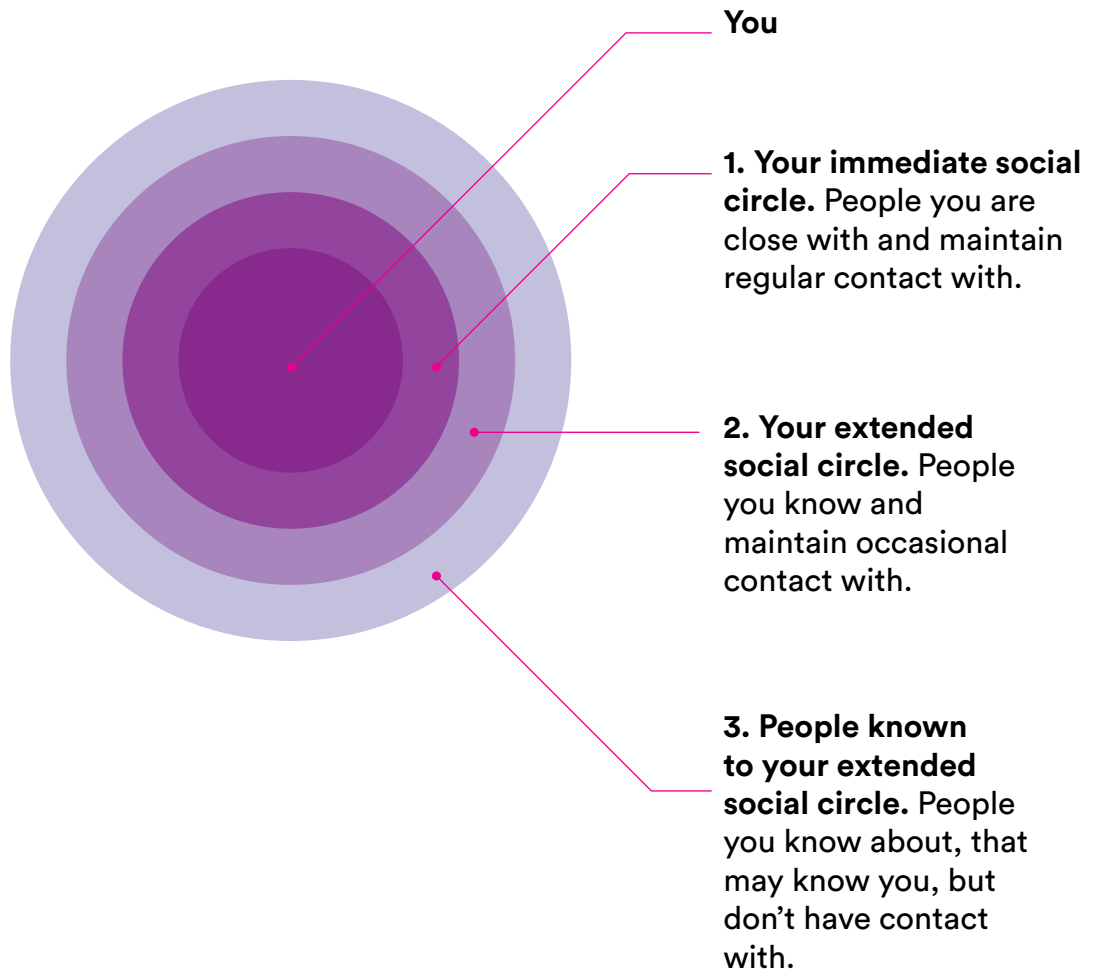 You
1. Your immediate social
circle. People you are
close with and maintain
regular contact with.
2. Your extended
social circle. People
you know and
maintain occasional
contact with.
3. People known
to your extended
social circle. People
you know about, that
may know you, but
don’t have contact
with.